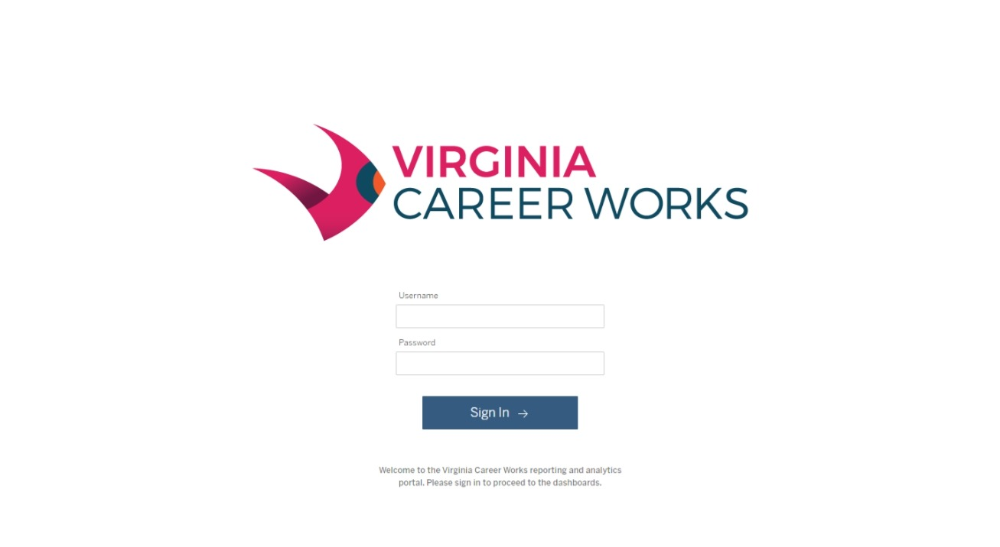 VIRGINIA
CAREER WORKS
Username
Password
Sign In →
Welcome to the Virginia Career Works reporting and analytics
portal. Please sign in to proceed to the dashboards.